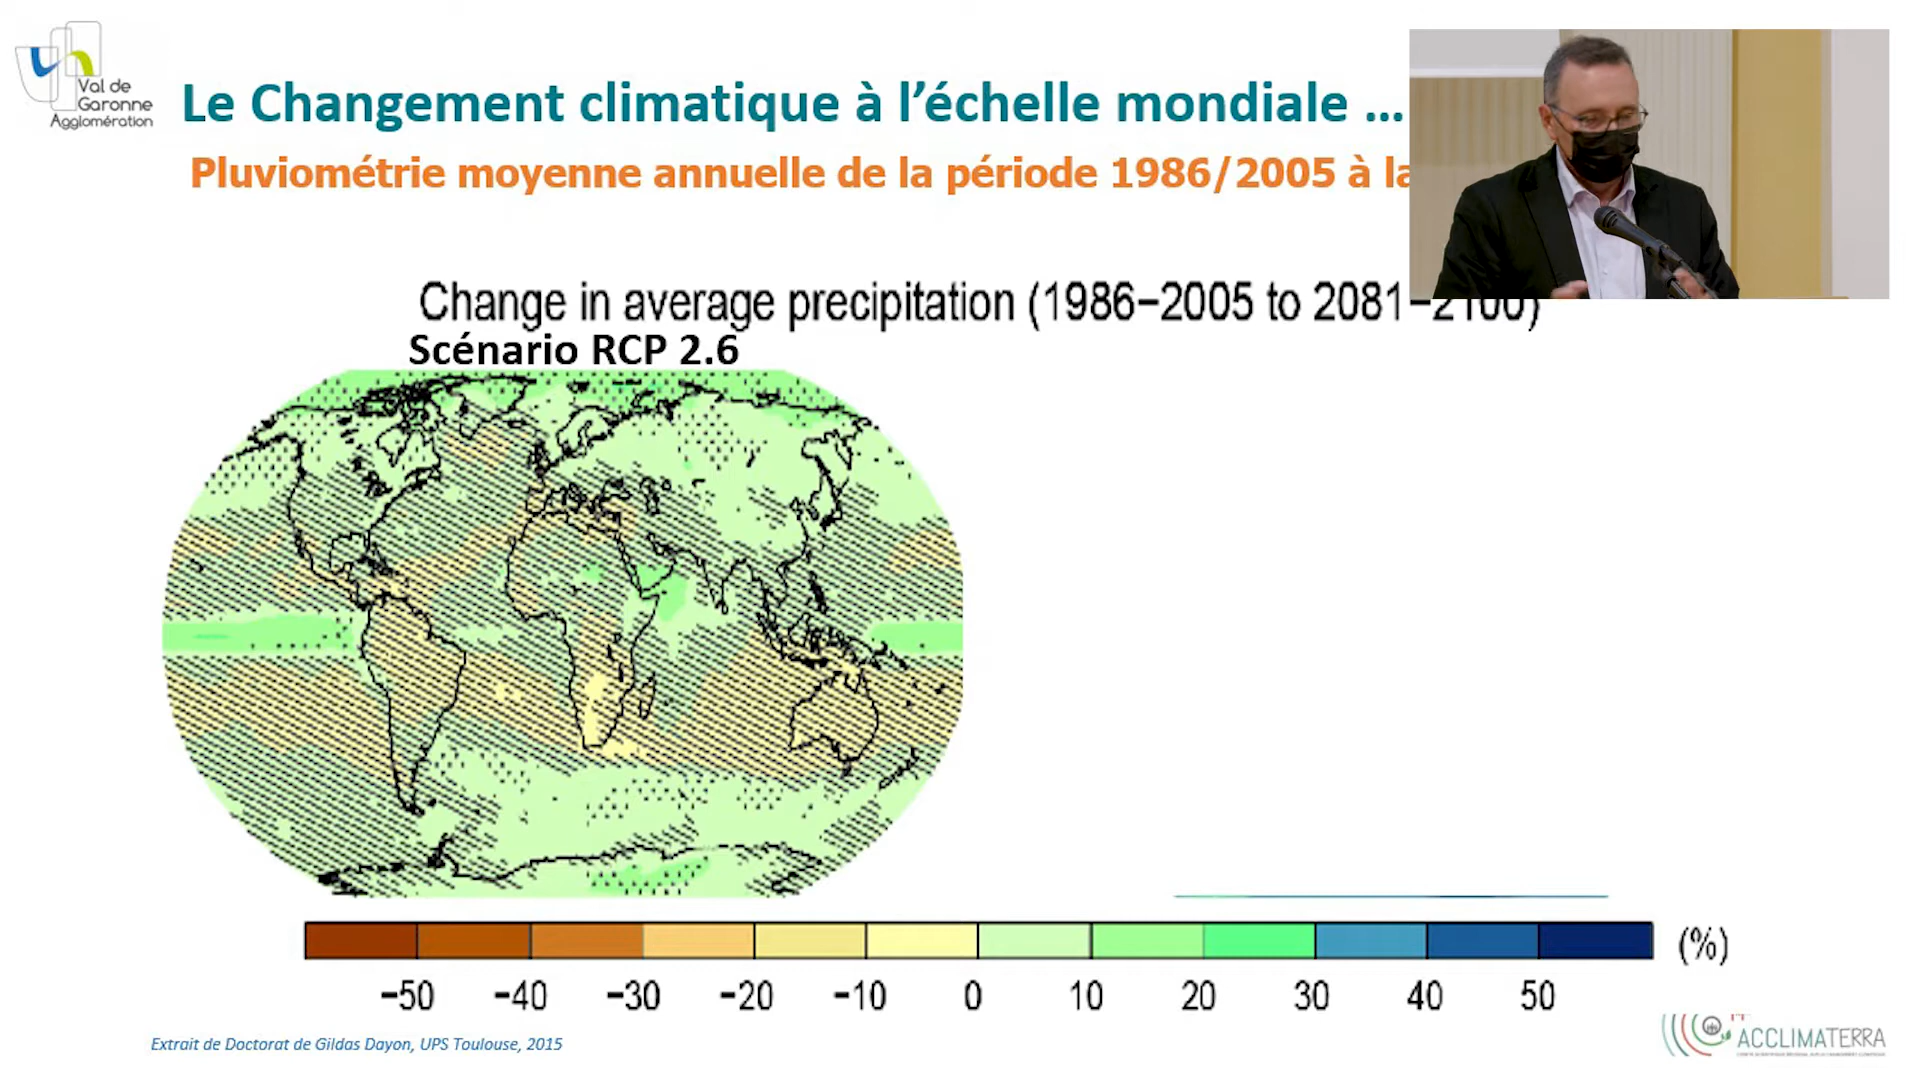 Val de
Garonne
Agglomération
Le Changement climatique à l’échelle mondiale ...
Pluviométrie moyenne annuelle de la période 1986/2005 à la
Change in average precipitation (1986−2005 to 2081−2100)
Scénario RCP 2.6
(%)
−50 −40 −30 −20 −10 0 10 20 30 40 50
Extrait de Doctorat de Gildas Dayon, UPS Toulouse, 2015
ACCLIMATERRA